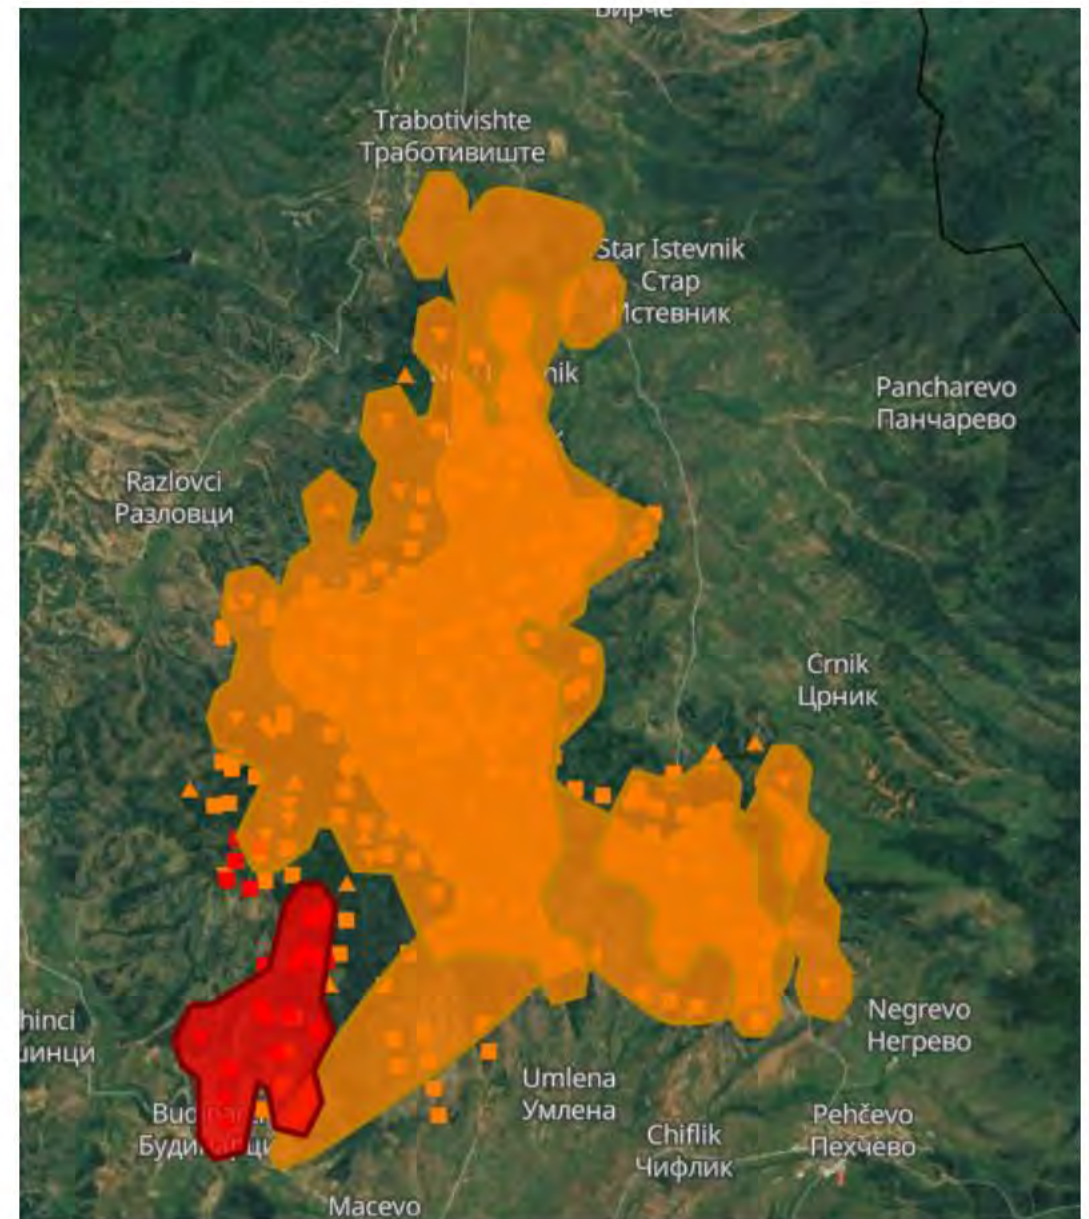 Trabotivishte
Тработивиште
Star Istevnik
Стар
Истевник
Pancharevo
Панчарево
Razlovci
Разловци
Crnik
Црник
Negrevo
Негрево
Umlena
Умлена
Pehčevo
Пехчево
Chiflik
Чифлик
Macevo